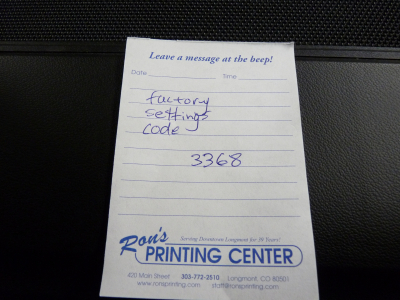 Leave a message at the beep!
Date Time
factory
settings
code
3368
Serving Downtown Longmont for 39 Years!
Ron's
PRINTING CENTER
420 Main Street 303-772-2510 Longmont, CO 80501
www.ronsprinting.com staff@ronsprinting.com